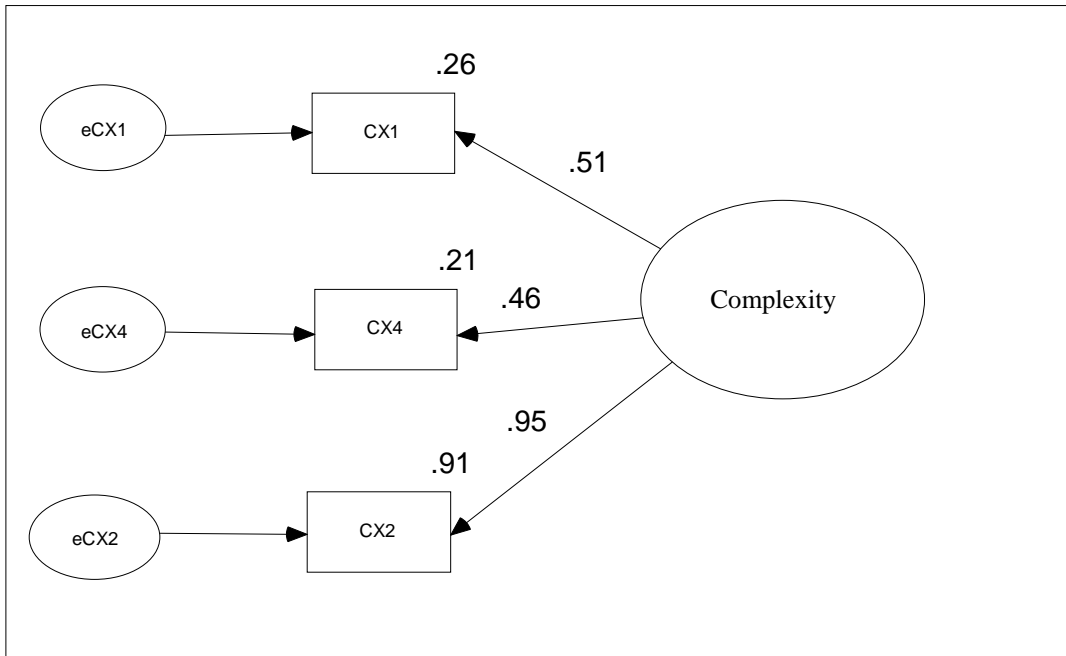 .26
eCX1
CX1
.51
.21
eCX4
CX4
.46
Complexity
.95
.91
eCX2
CX2